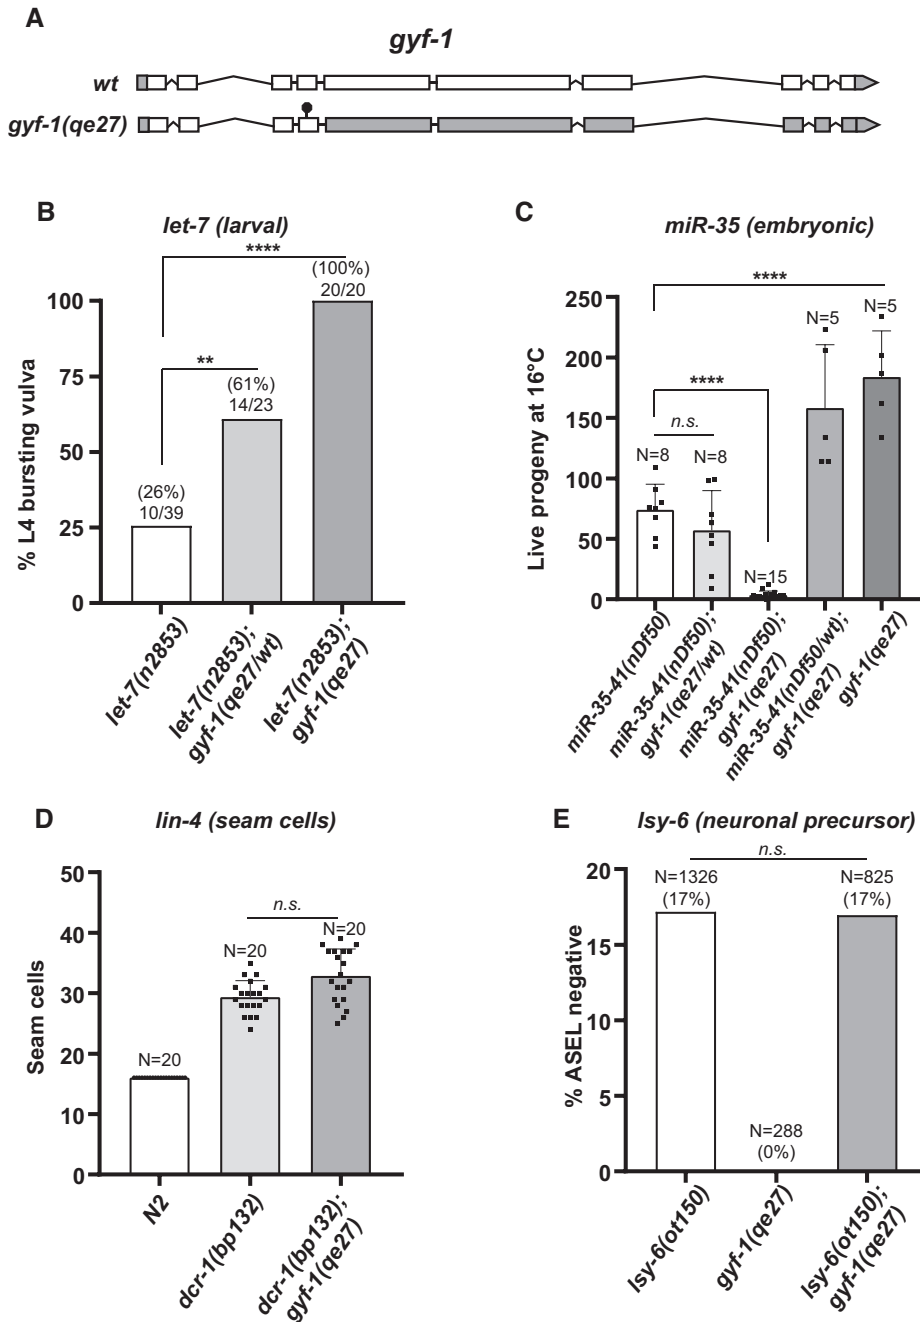 A
gyf-1
wt
gyf-1(qe27)
B
let-7 (larval)
****
(100%)
20/20
**
(61%)
14/23
(26%)
10/39
% L4 bursting vulva
100
75
50
25
0
let-7(n2853)
let-7(n2853);
gyf-1(qe27/wt)
let-7(n2853);
gyf-1(qe27)
C
miR-35 (embryonic)
****
N=5
N=5
****
n.s.
N=8
N=8
N=15
Live progeny at 16°C
250
200
150
100
50
0
miR-35-41(nDf50)
miR-35-41(nDf50);
gyf-1(qe27/wt)
miR-35-41(nDf50);
gyf-1(qe27)
miR-35-41(nDf50/wt);
gyf-1(qe27)
gyf-1(qe27)
D
lin-4 (seam cells)
n.s.
N=20
N=20
N=20
Seam cells
50
40
30
20
10
0
N2
dcr-1(bp132)
dcr-1(bp132);
gyf-1(qe27)
E
lsy-6 (neuronal precursor)
n.s.
N=1326
(17%)
N=825
(17%)
N=288
(0%)
% ASEL negative
20
15
10
5
0
lsy-6(ot150)
gyf-1(qe27)
lsy-6(ot150);
gyf-1(qe27)